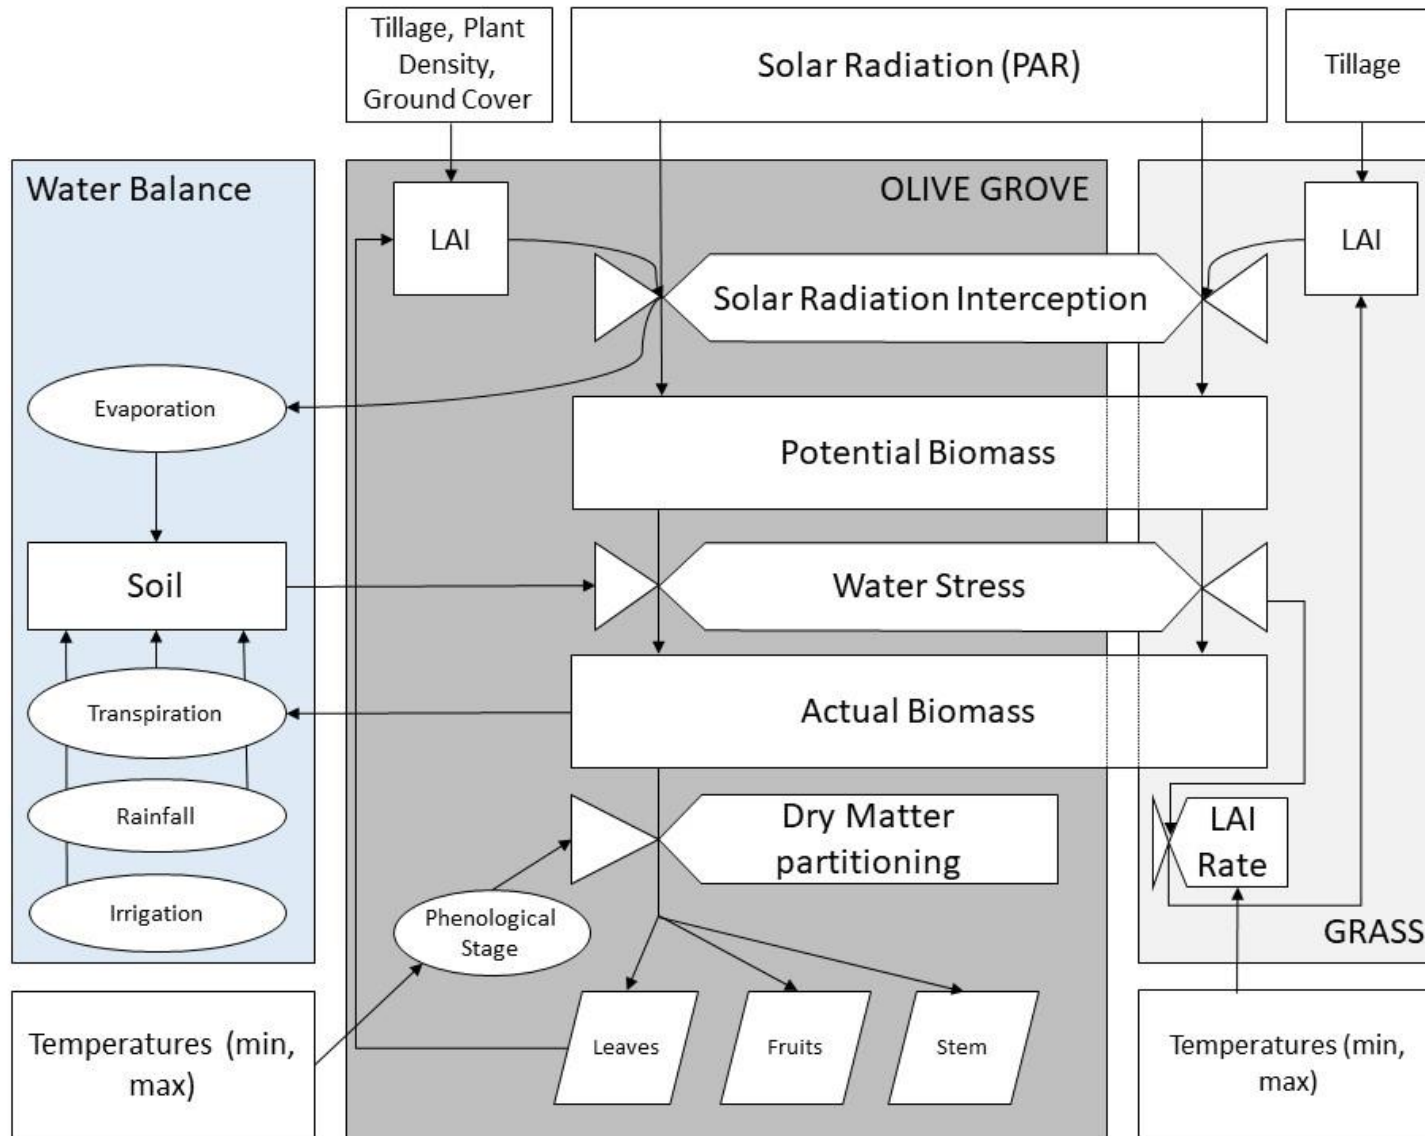 Tillage, Plant
Density,
Ground Cover
Solar Radiation (PAR)
Tillage
Water Balance
OLIVE GROVE
LAI
LAI
Solar Radiation Interception
Evaporation
Potential Biomass
Soil
Water Stress
Transpiration
Actual Biomass
Rainfall
Dry Matter
partitioning
LAI
Rate
Irrigation
Phenological
Stage
GRASS
Temperatures (min,
max)
Leaves
Fruits
Stem
Temperatures (min,
max)